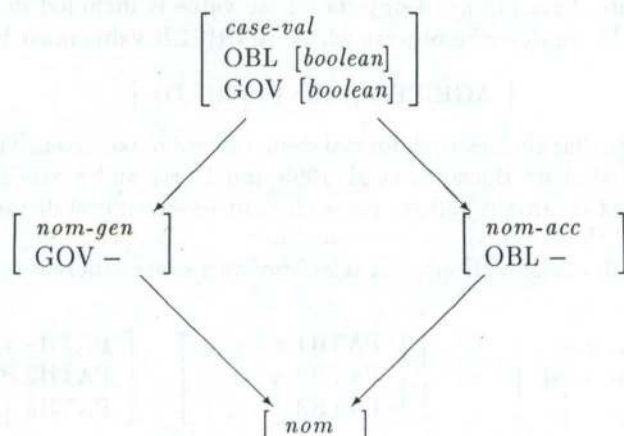 case-val
OBL [boolean]
GOV [boolean]
nom-gen
GOV –
nom-acc
OBL –
nom